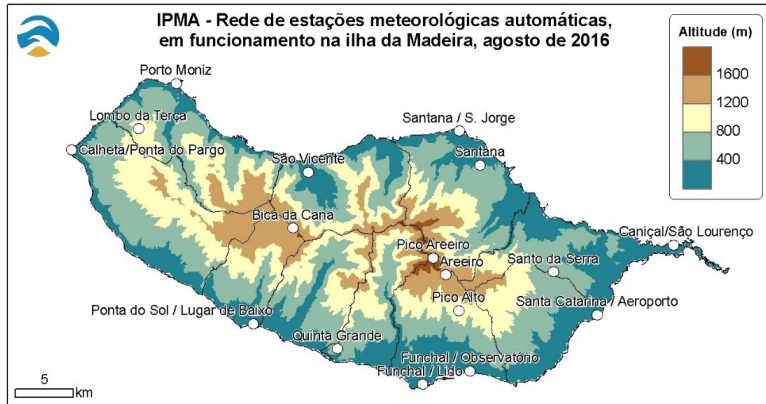 IPMA - Rede de estações meteorológicas automáticas,
em funcionamento na ilha da Madeira, agosto de 2016
Altitude (m)
1600
1200
800
400
Porto Moniz
Lombo da Terça
Santana / S. Jorge
Calheta/Ponta do Pargo
São Vicente
Santana
Bica da Cana
Caniçal/São Lourenço
Pico Areeiro
Santo da Serra
Areeiro
Ponta do Sol / Lugar de Baixo
Pico Alto
Santa Catarina / Aeroporto
Quinta Grande
Funchal / Observatório
Funchal / Lido
5
km